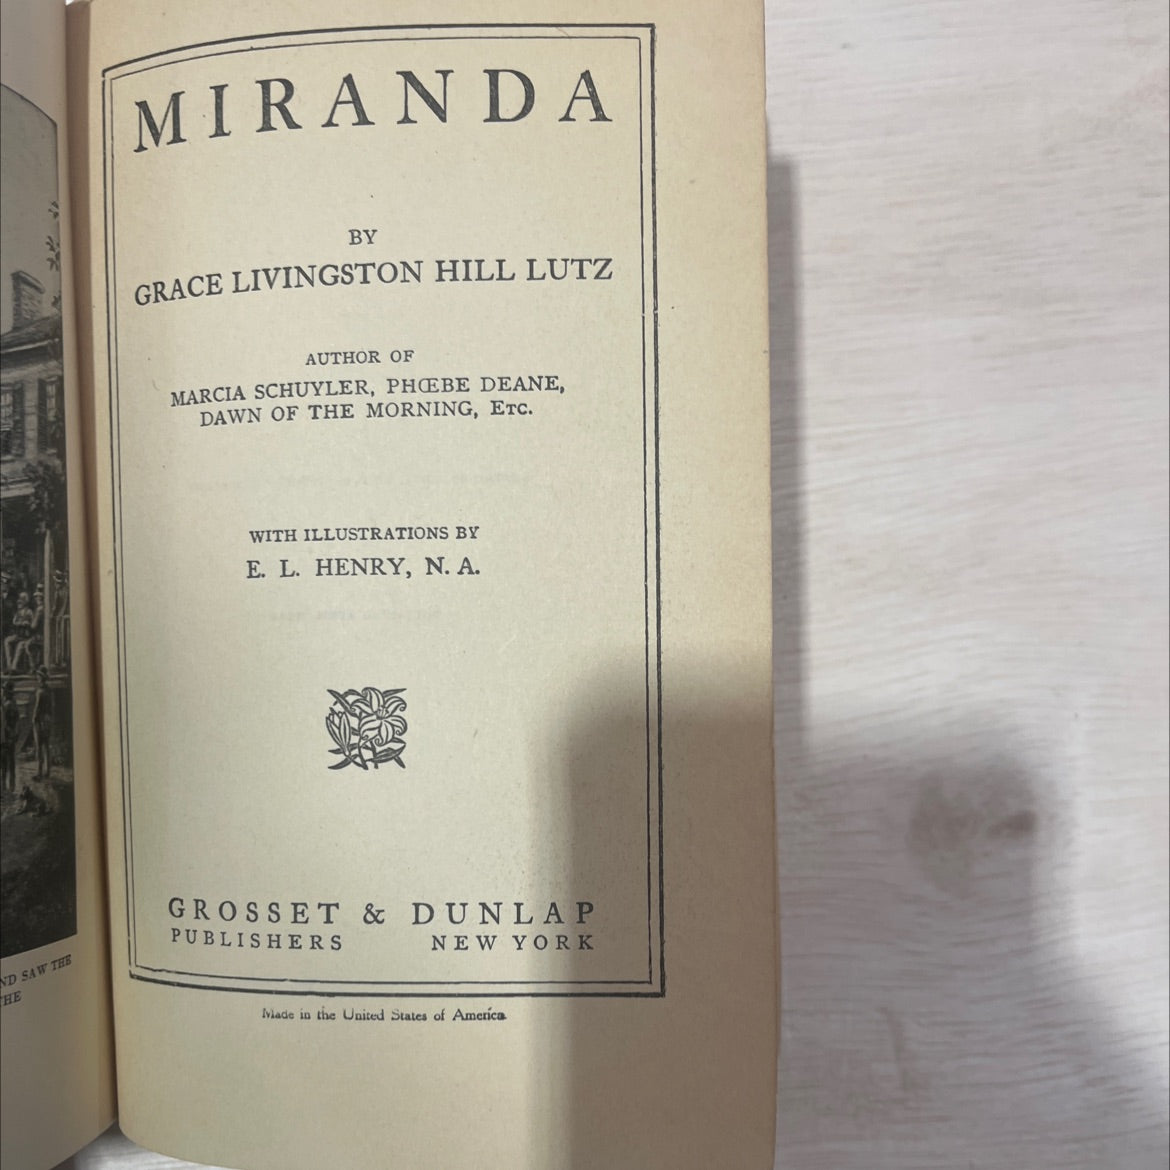 MIRANDA
BY
GRACE LIVINGSTON HILL LUTZ
AUTHOR OF
MARCIA SCHUYLER, PHŒBE DEANE,
DAWN OF THE MORNING, Etc.
WITH ILLUSTRATIONS BY
E. L. HENRY, N. A.
GROSSET & DUNLAP
PUBLISHERS NEW YORK
Made in the United States of America
ND SAW THE
THE